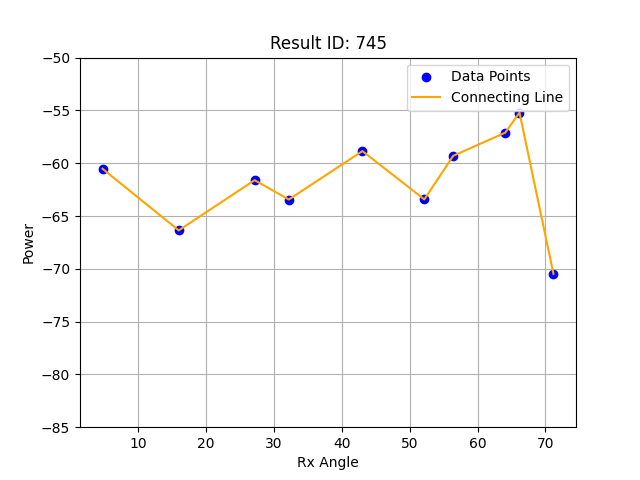 Result ID: 745
Data Points
Connecting Line
−50
−55
−60
−65
−70
−75
−80
−85
Power
10 20 30 40 50 60 70
Rx Angle